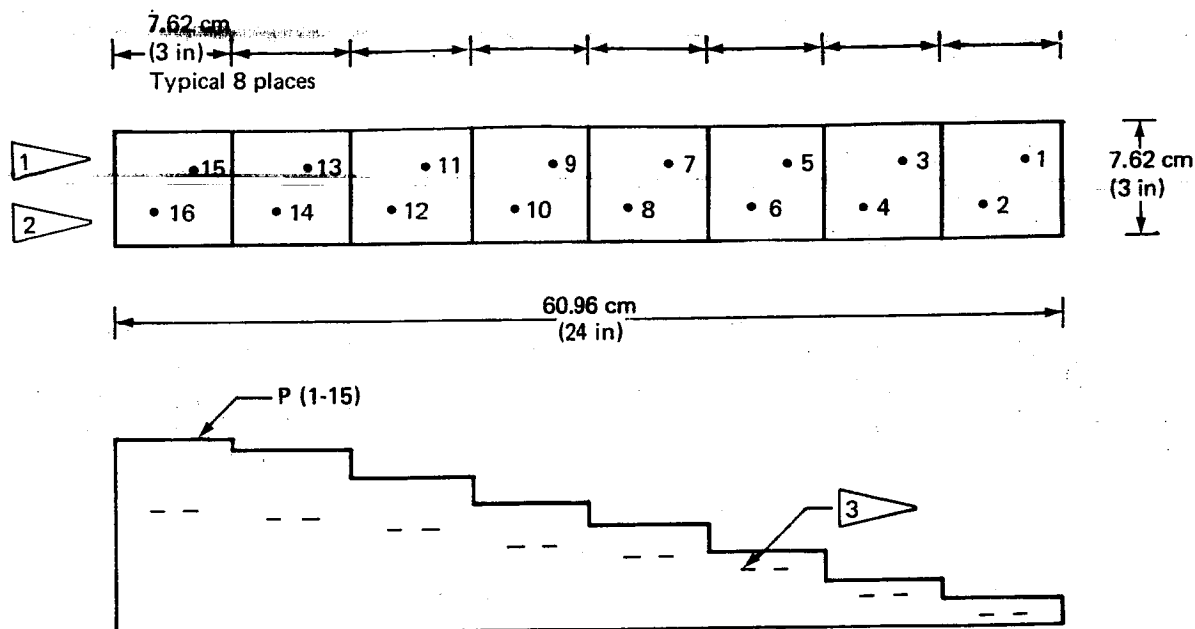 7.62 cm
(3 in)
Typical 8 places
1
15 13 11 9 7 5 3 1
7.62 cm
(3 in)
2
16 14 12 10 8 6 4 2
60.96 cm
(24 in)
P (1-15)
3